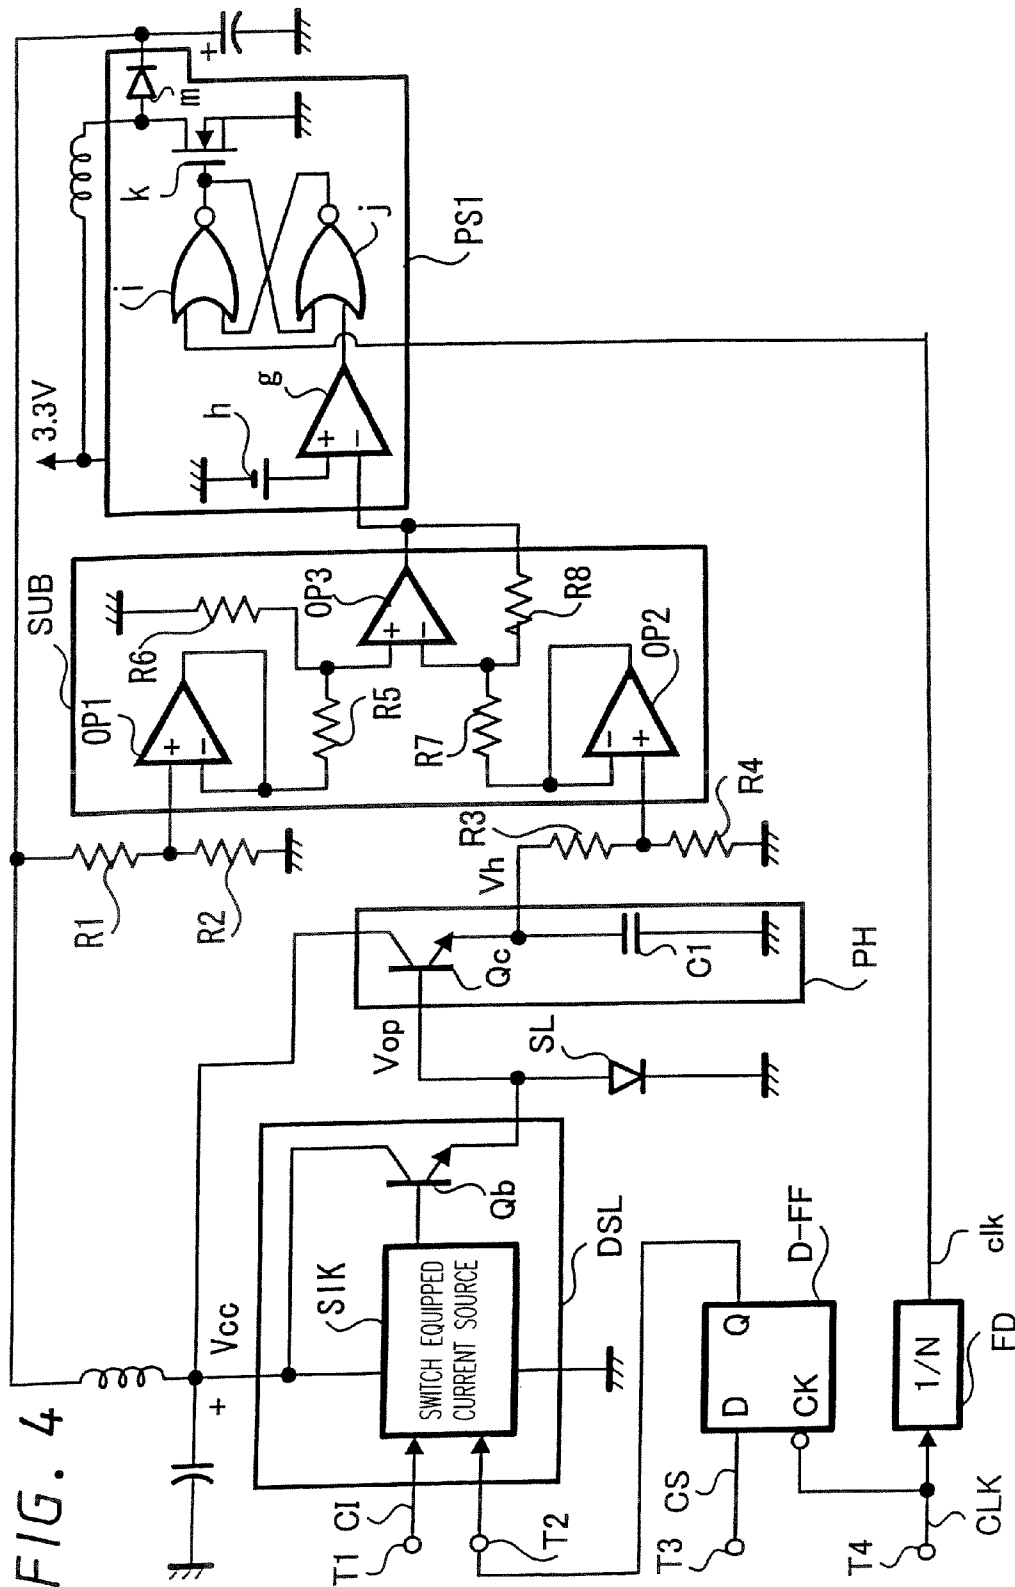 FIG. 4
3.3V
m
k
i
j
g
h
PS1
SUB
R6
OP3
R8
OP1
R5
R7
OP2
R1
R2
R3
R4
Vh
Vcc
+
+
+
−
+
−
+
−
−
+
Vop
Qc
C1
PH
SL
SIK
Qb
SWITCH EQUIPPED
CURRENT SOURCE
DSL
T1
CI
T2
D-FF
D
Q
CK
CS
T3
T4
CLK
1/N
FD
clk